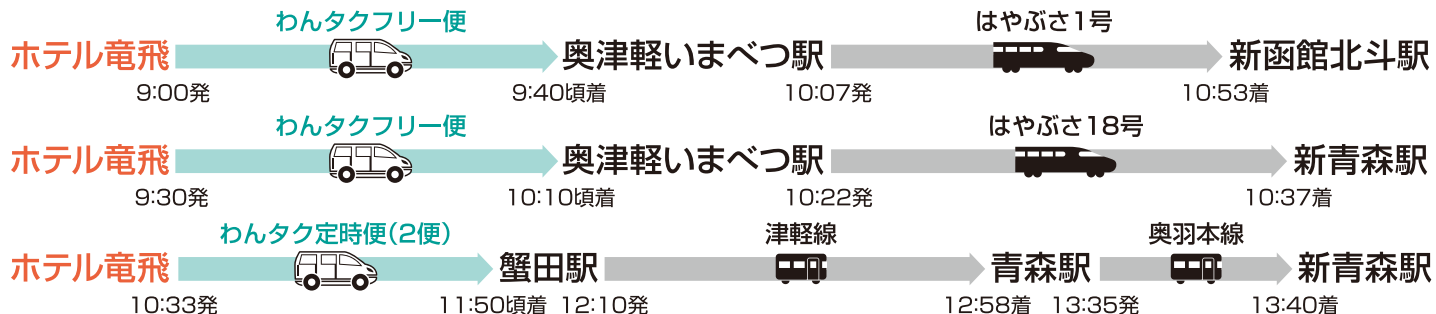 わんタクフリー便 はやぶさ1号
ホテル竜飛 奥津軽いまべつ駅 新函館北斗駅
9:00発 9:40頃着 10:07発 10:53着
わんタクフリー便 はやぶさ18号
ホテル竜飛 奥津軽いまべつ駅 新青森駅
9:30発 10:10頃着 10:22発 10:37着
わんタク定時便(2便) 津軽線 奥羽本線
ホテル竜飛 蟹田駅 青森駅 新青森駅
10:33発 11:50頃着 12:10発 12:58着 13:35発 13:40着